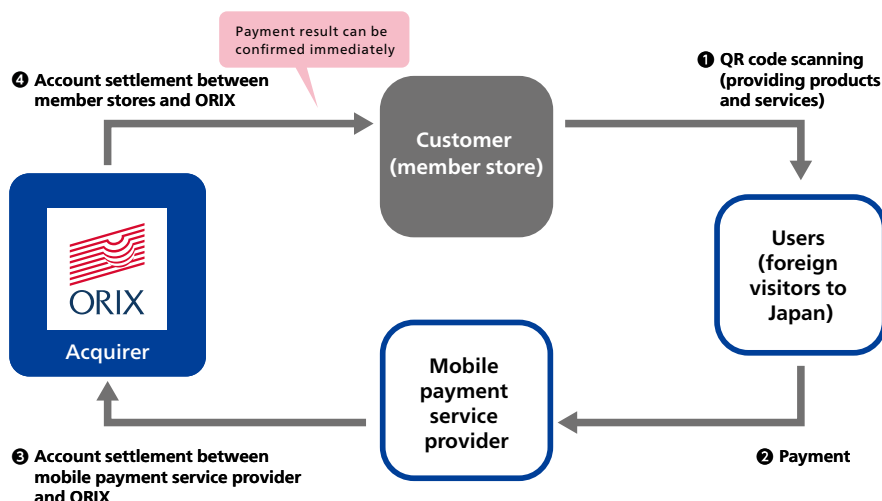 Payment result can be
confirmed immediately
❹ Account settlement between
member stores and ORIX
❶ QR code scanning
(providing products
and services)
Customer
(member store)
ORIX
Acquirer
Users
(foreign
visitors to
Japan)
Mobile
payment
service
provider
❸ Account settlement between
mobile payment service provider
and ORIX
❷ Payment